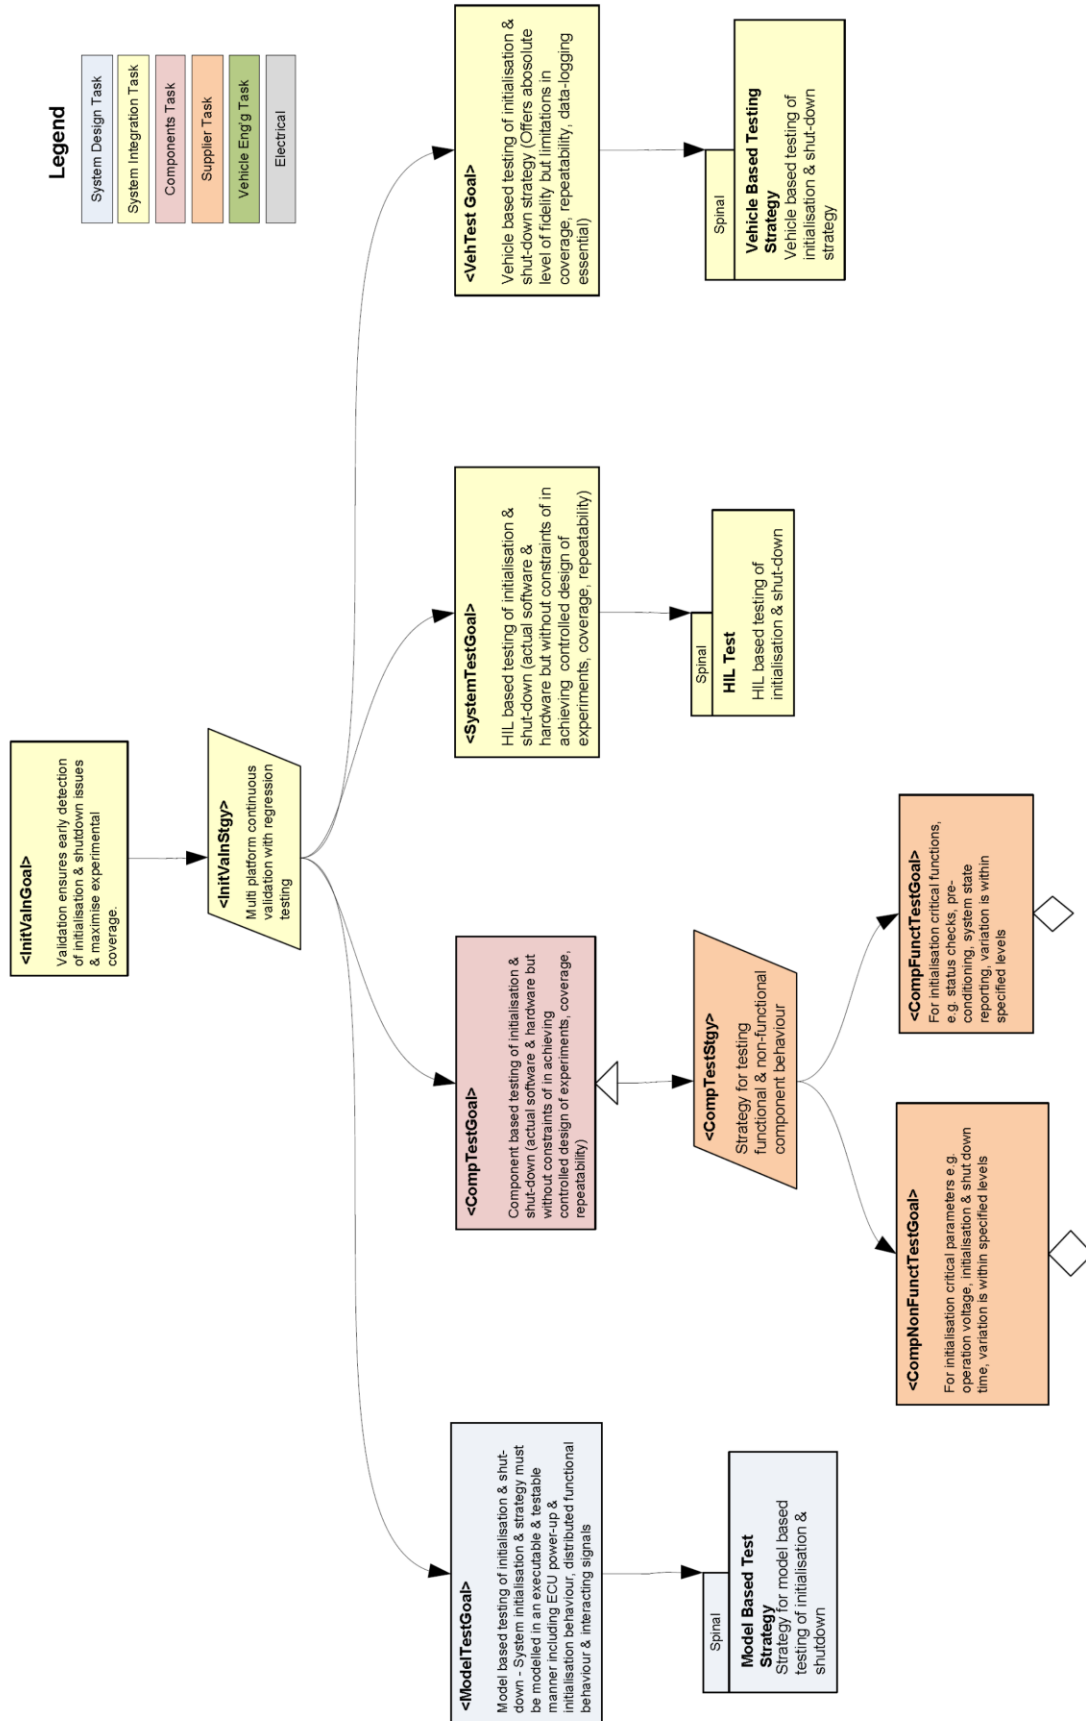 Legend
System Design Task
System Integration Task
Components Task
Supplier Task
Vehicle Eng'g Task
Electrical
<InitValnGoal>
Validation ensures early detection
of initialisation & shutdown issues
& maximise experimental
coverage.
<InitValnStgy>
Multi platform continuous
validation with regression
testing
<ModelTestGoal>
Model based testing of initialisation & shut-
down - System initialisation & strategy must
be modelled in an executable & testable
manner including ECU power-up &
initialisation behaviour, distributed functional
behaviour & interacting signals
<CompTestGoal>
Component based testing of initialisation &
shut-down (actual software & hardware but
without constraints of in achieving
controlled design of experiments, coverage,
repeatability)
<SystemTestGoal>
HIL based testing of initialisation &
shut-down (actual software &
hardware but without constraints of in
achieving controlled design of
experiments, coverage, repeatability)
<VehTest Goal>
Vehicle based testing of initialisation &
shut-down strategy (Offers abosolute
level of fidelity but limitations in
coverage, repeatability, data-logging
essential)
Spinal
Model Based Test
Strategy
Strategy for model based
testing of initialisation &
shutdown
<CompTestStgy>
Strategy for testing
functional & non-functional
component behaviour
Spinal
HIL Test
HIL based testing of
initialisation & shut-down
Spinal
Vehicle Based Testing
Strategy
Vehicle based testing of
initialisation & shut-down
strategy
<CompNonFunctTestGoal>
For initialisation critical parameters e.g.
operation voltage, initialisation & shut down
time, variation is within specified levels
<CompFunctTestGoal>
For initialisation critical functions,
e.g. status checks, pre-
conditioning, system state
reporting, variation is within
specified levels